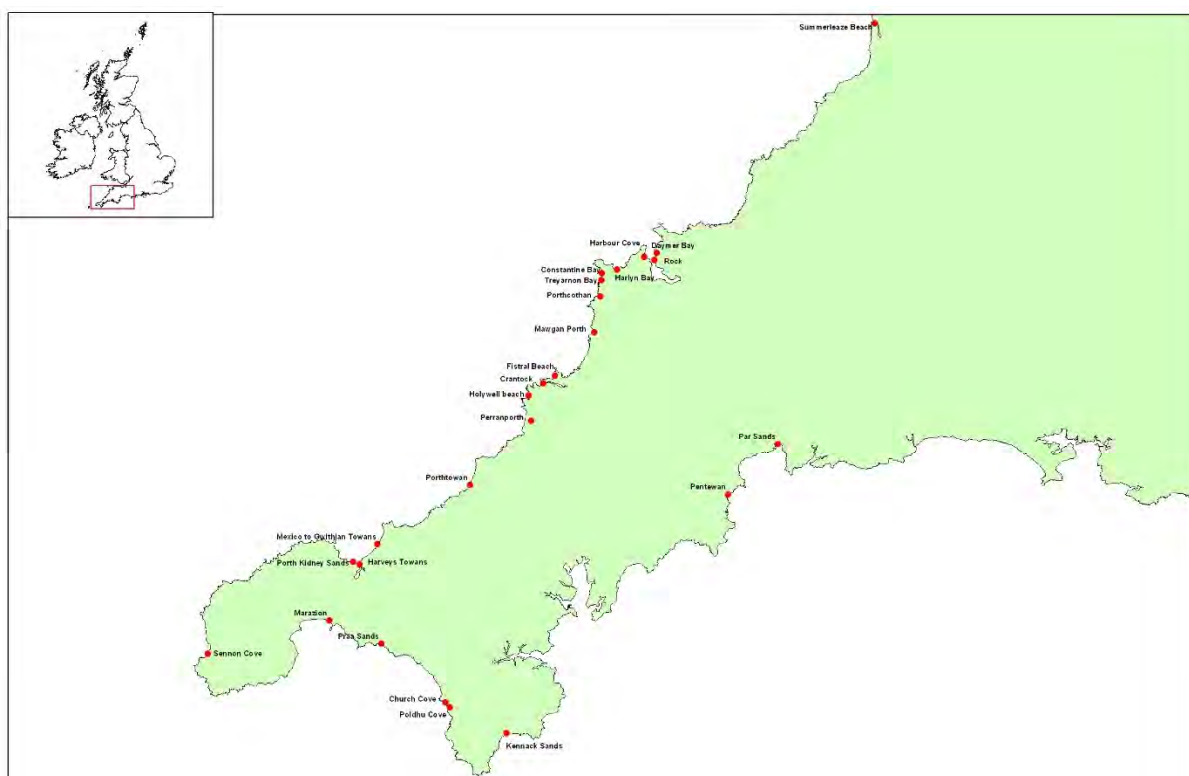 Summerleaze Beach
Harbour Cove
Daymer Bay
Rock
Constantine Bay
Harlyn Bay
Treyarnon Bay
Porthcothan
Mawgan Porth
Fistral Beach
Crantock
Holywell beach
Perranporth
Par Sands
Porthtowan
Pentewan
Mexico to Gwithian Towans
Porth Kidney Sands
Harveys Towans
Marazion
Praa Sands
Sennon Cove
Church Cove
Poldhu Cove
Kennack Sands